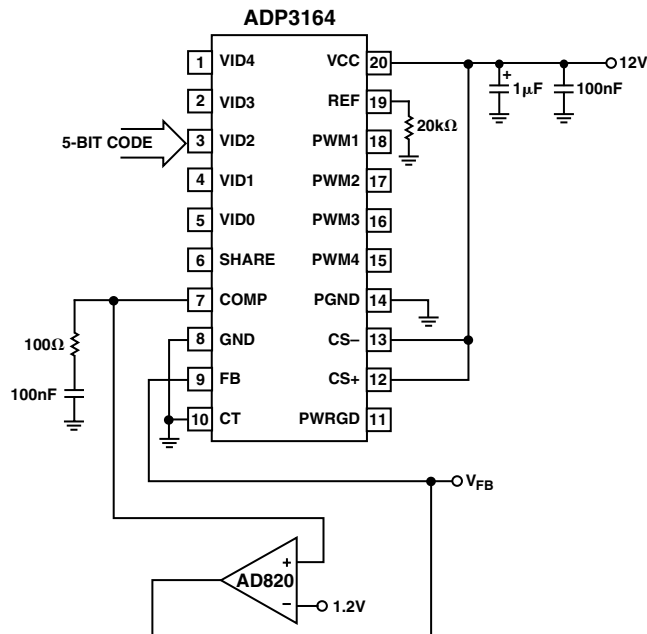 ADP3164
1 VID4 VCC 20 12V
2 VID3 REF 19 + 1μF 100nF
20kΩ
5-BIT CODE 3 VID2 PWM1 18
4 VID1 PWM2 17
5 VID0 PWM3 16
6 SHARE PWM4 15
7 COMP PGND 14
100Ω 8 GND CS– 13
100nF 9 FB CS+ 12
10 CT PWRGD 11
VFB
+
AD820
– 1.2V